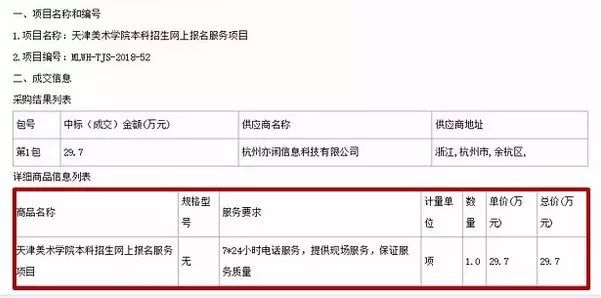 一、项目名称和编号
1.项目名称：天津美术学院本科招生网上报名服务项目
2.项目编号：MLWH-TJS-2018-52
二、成交信息
采购结果列表
包号 中标（成交）金额(万元) 供应商名称 供应商地址
第1包 29.7 杭州亦闲信息科技有限公司 浙江,杭州市,余杭区,
详细商品信息列表
商品名称 规格型号 服务要求 计量单位 数量 单价(万元) 总价(万元)
天津美术学院本科招生网上报名服务项目 无 7*24小时电话服务，提供现场服务，保证服务质量 项 1.0 29.7 29.7